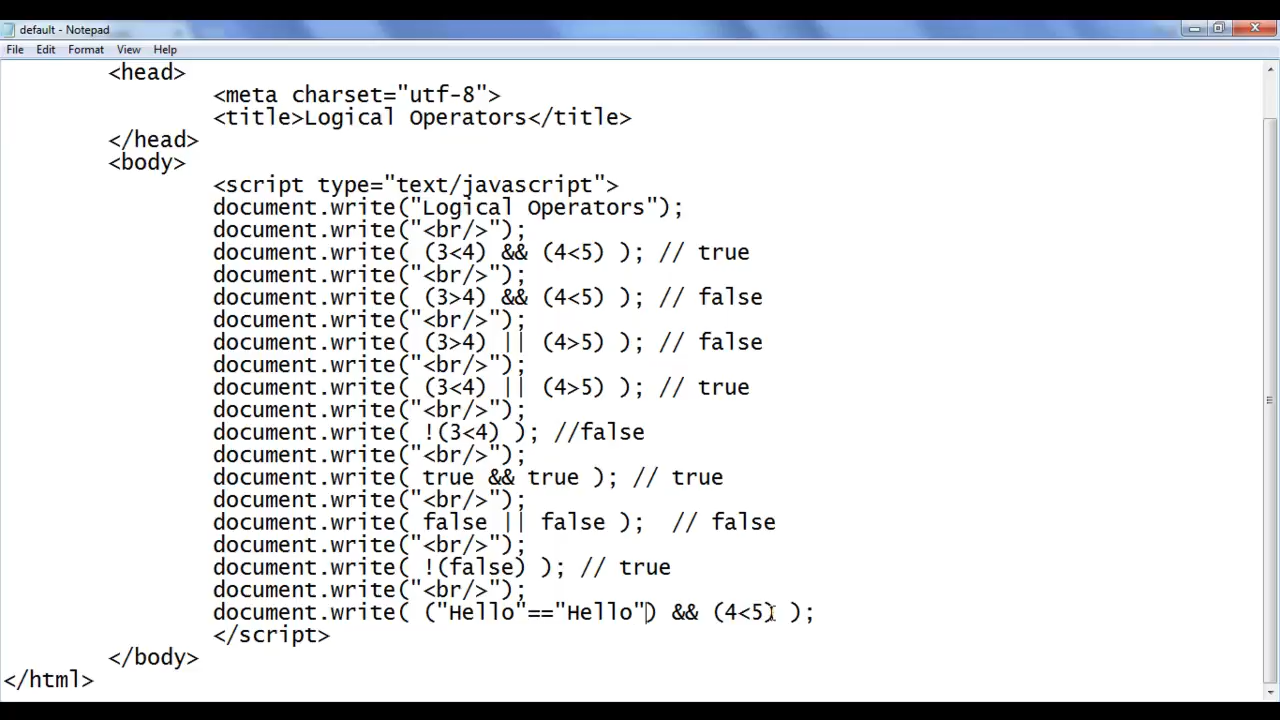 default - Notepad
File Edit Format View Help
<head>
<meta charset="utf-8">
<title>Logical Operators</title>
</head>
<body>
<script type="text/javascript">
document.write("Logical Operators");
document.write("<br/>");
document.write( (3<4) && (4<5) ); // true
document.write("<br/>");
document.write( (3>4) && (4<5) ); // false
document.write("<br/>");
document.write( (3>4) || (4>5) ); // false
document.write("<br/>");
document.write( (3<4) || (4>5) ); // true
document.write("<br/>");
document.write( !(3<4) ); //false
document.write("<br/>");
document.write( true && true ); // true
document.write("<br/>");
document.write( false || false );  // false
document.write("<br/>");
document.write( !(false) ); // true
document.write("<br/>");
document.write( ("Hello"=="Hello") && (4<5) );
</script>
</body>
</html>